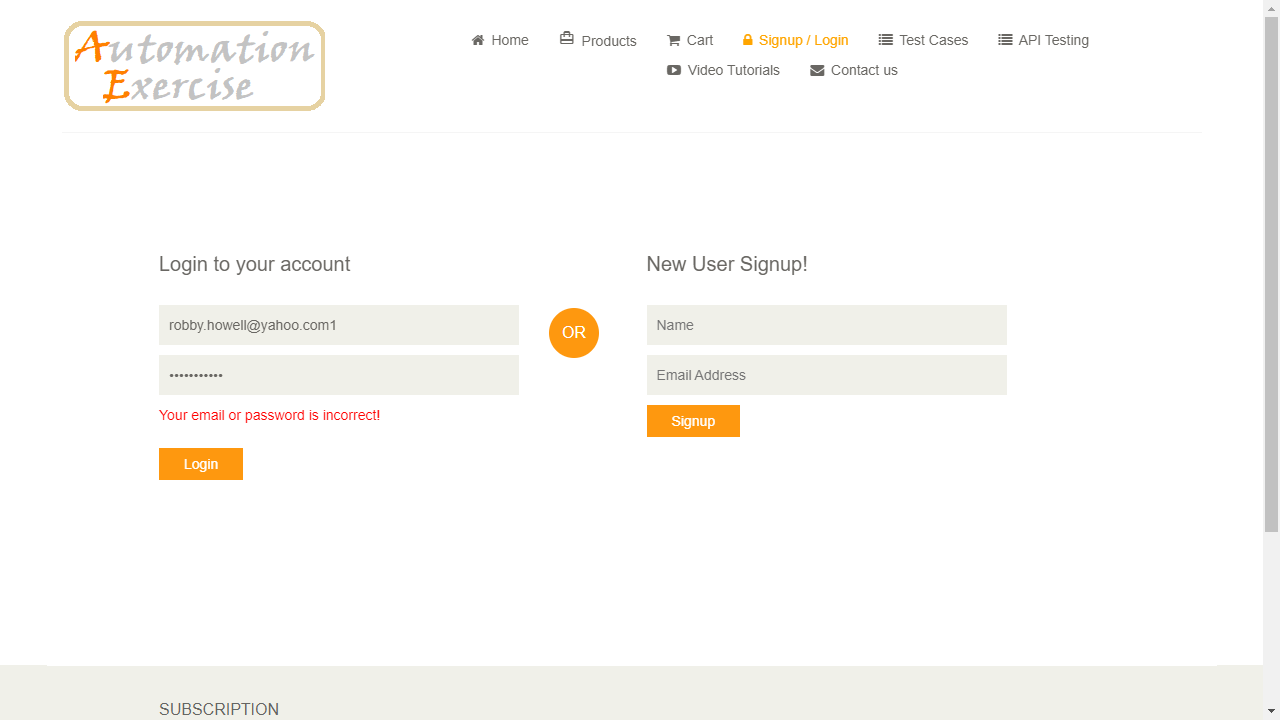 Automation
Exercise
Home Products Cart Signup / Login Test Cases API Testing
Video Tutorials Contact us
Login to your account
robby.howell@yahoo.com1
•••••••••••
Your email or password is incorrect!
Login
OR
New User Signup!
Name
Email Address
Signup
SUBSCRIPTION